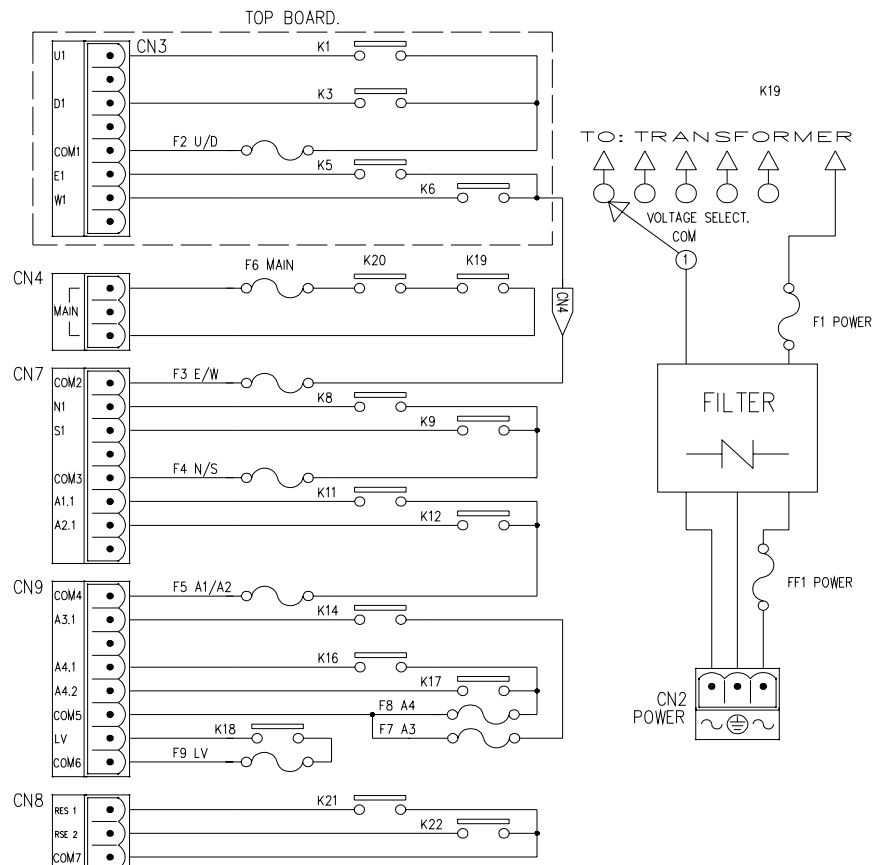 TOP BOARD.
CN3
U1
K1
D1
K3
COM1
F2 U/D
E1
K5
W1
K6
CN4
MAIN
F6 MAIN
K20
K19
CN4
CN7
COM2
F3 E/W
N1
K8
S1
K9
COM3
F4 N/S
A1.1
K11
A2.1
K12
CN9
COM4
F5 A1/A2
A3.1
K14
A4.1
K16
A4.2
K17
COM5
F8 A4
F7 A3
LV
K18
COM6
F9 LV
CN8
RES 1
K21
RSE 2
K22
COM7
K19
TO: TRANSFORMER
VOLTAGE SELECT.
COM
1
F1 POWER
FILTER
FF1 POWER
CN2
POWER